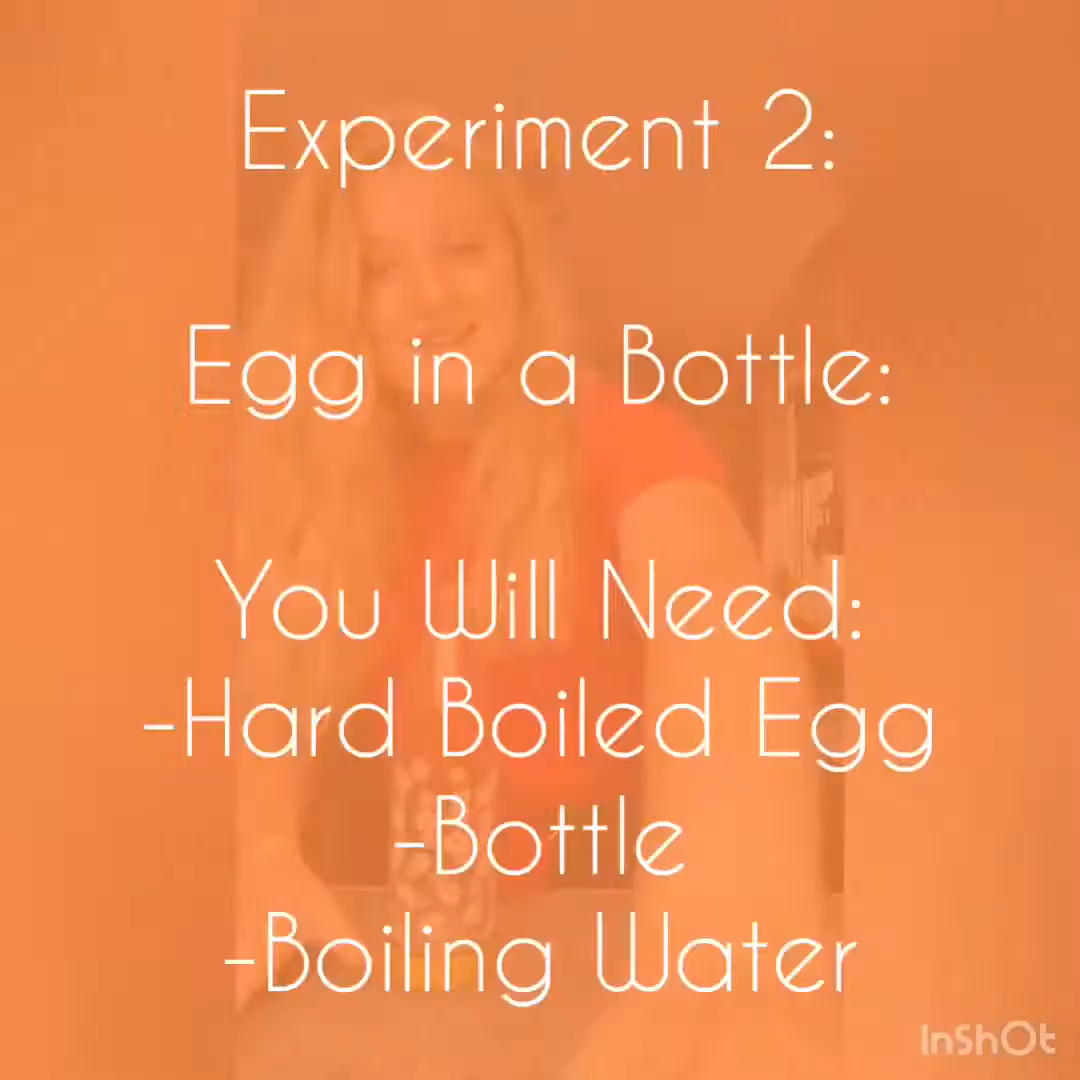 Experiment 2:
Egg in a Bottle:
You Will Need:
-Hard Boiled Egg
-Bottle
-Boiling Water
InShOt